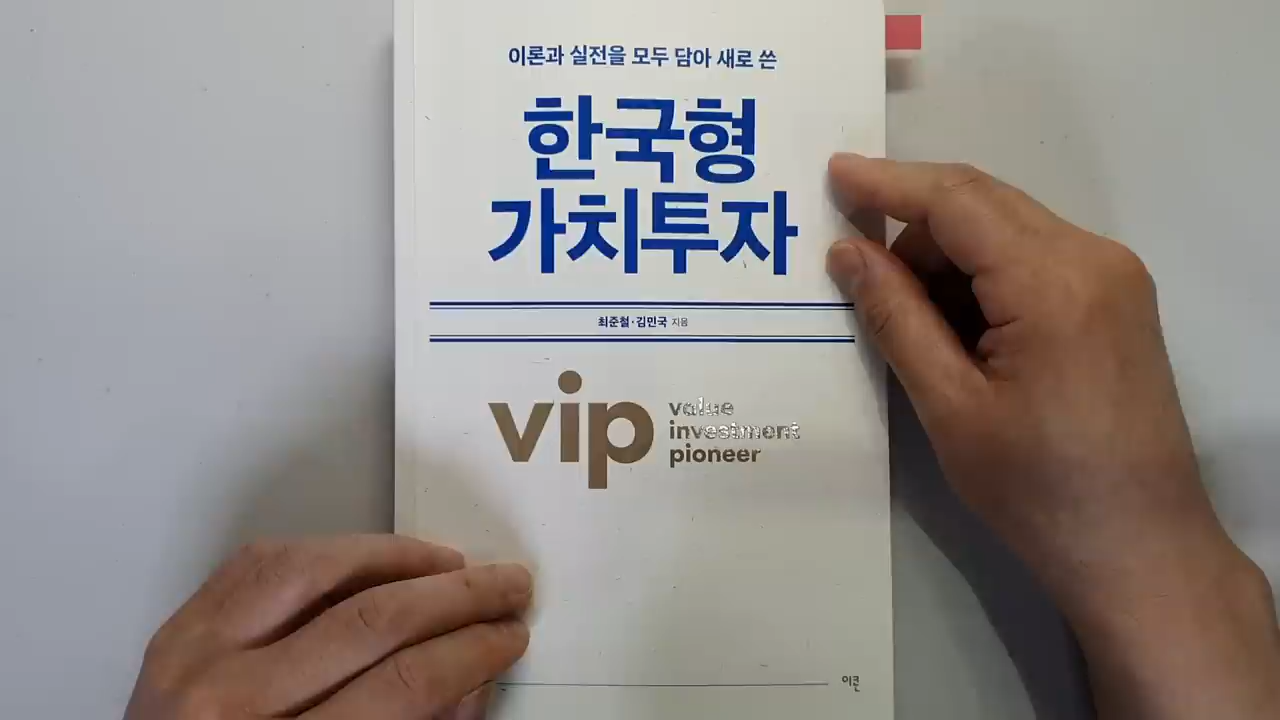 이론과 실전을 모두 담아 새로 쓴
한국형
가치투자
최준철·김민국 지음
vip
value
investment
pioneer
이콘